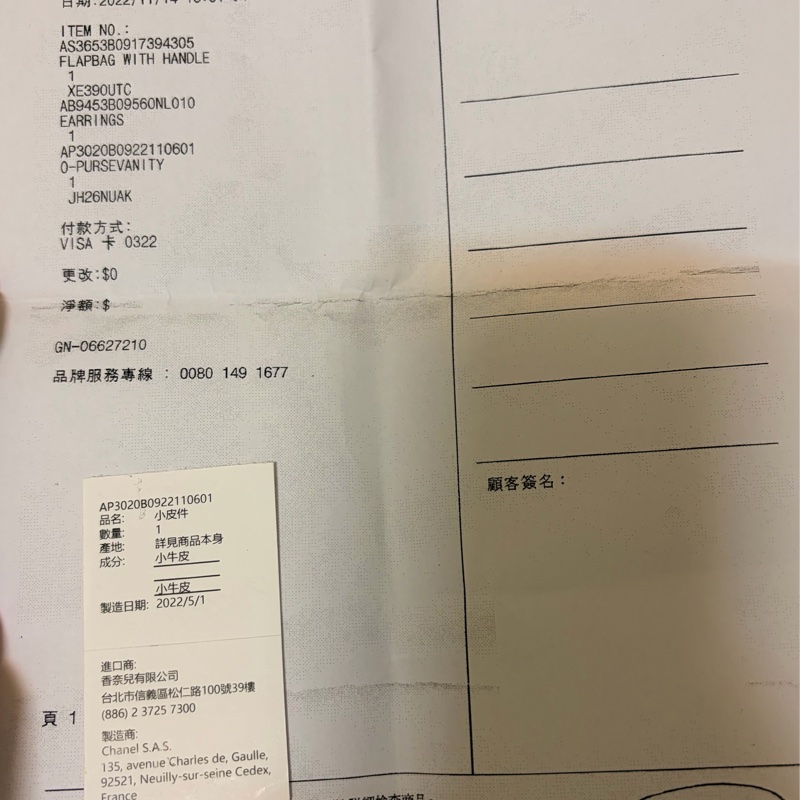 日期:2022/11/14
ITEM NO.:
AS3653B0917394305
FLAPBAG WITH HANDLE
1
XE390UTC
AB9453B09560NL010
EARRINGS
1
AP3020B0922110601
O-PURSEVANITY
1
JH26NUAK
付款方式:
VISA 卡 0322
更改:$0
淨額:$
GN-06627210
品牌服務專線 : 0080 149 1677
顧客簽名：
AP3020B0922110601
品名: 小皮件
數量: 1
產地: 詳見商品本身
成分: 小牛皮
小牛皮
製造日期: 2022/5/1
進口商:
香奈兒有限公司
台北市信義區松仁路100號39樓
(886) 2 3725 7300
製造商:
Chanel S.A.S.
135, avenue Charles de, Gaulle,
92521, Neuilly-sur-seine Cedex,
France
頁 1